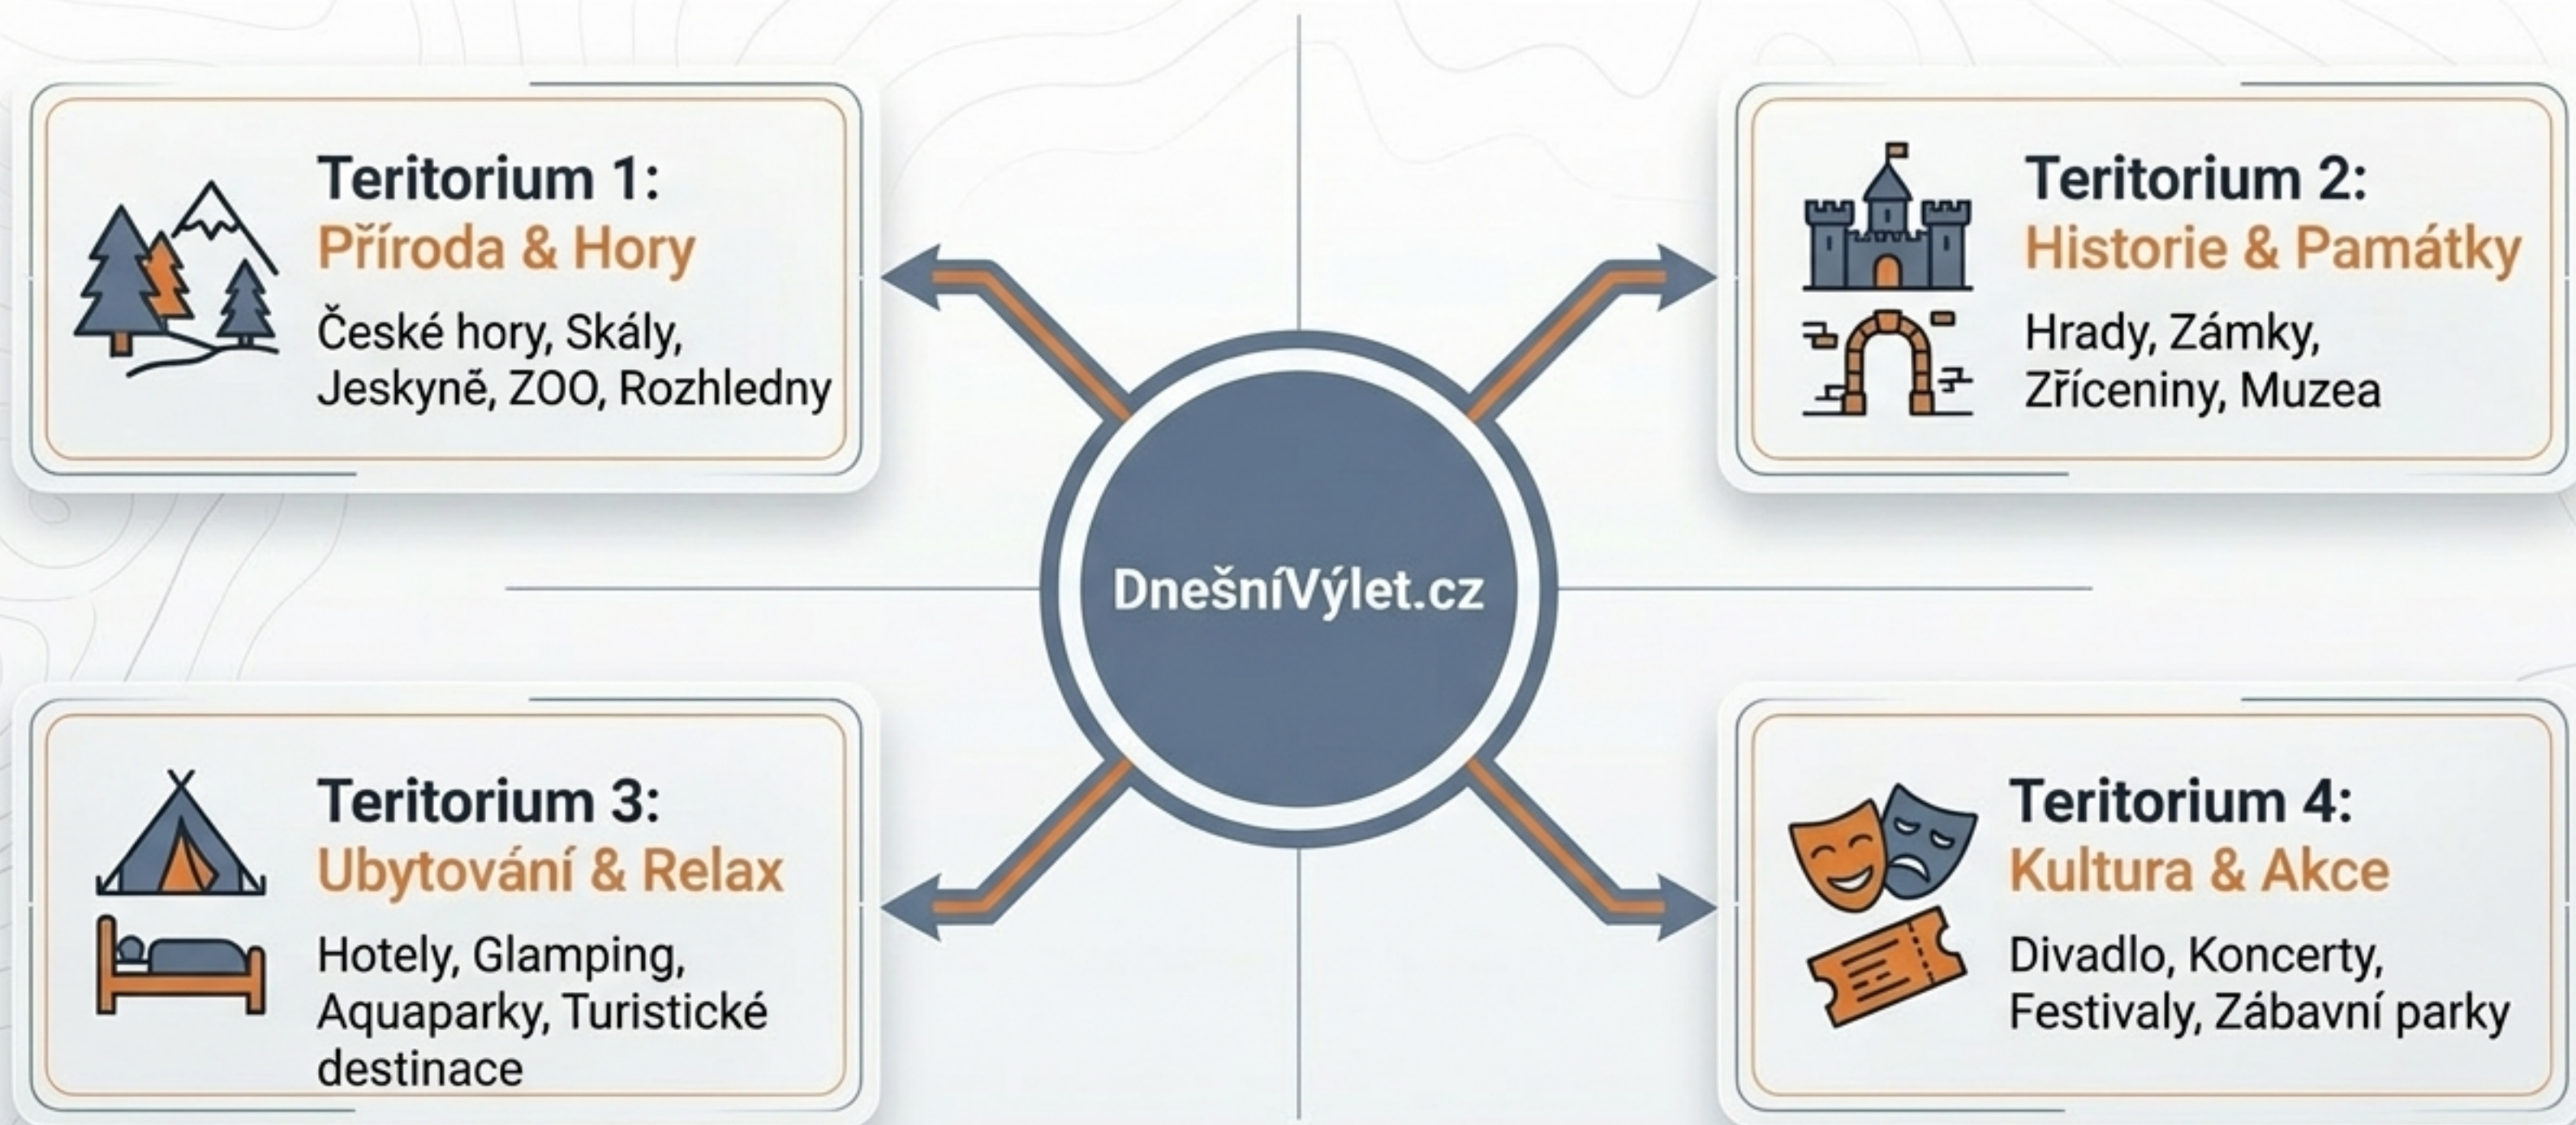 Teritorium 1:
Příroda & Hory
České hory, Skály,
Jeskyně, ZOO, Rozhledny
Teritorium 2:
Historie & Památky
Hrady, Zámky,
Zříceniny, Muzea
DnešníVýlet.cz
Teritorium 3:
Ubytování & Relax
Hotely, Glamping,
Aquaparky, Turistické
destinace
Teritorium 4:
Kultura & Akce
Divadlo, Koncerty,
Festivaly, Zábavní parky